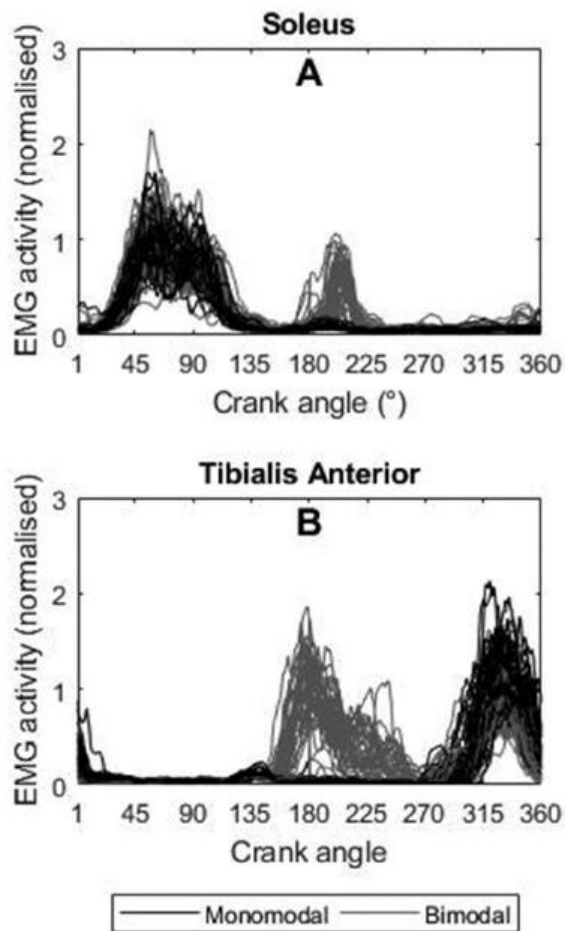 Soleus
A
EMG activity (normalised)
3
2
1
0
1 45 90 135 180 225 270 315 360
Crank angle (°)
Tibialis Anterior
B
EMG activity (normalised)
3
2
1
0
1 45 90 135 180 225 270 315 360
Crank angle
Monomodal Bimodal